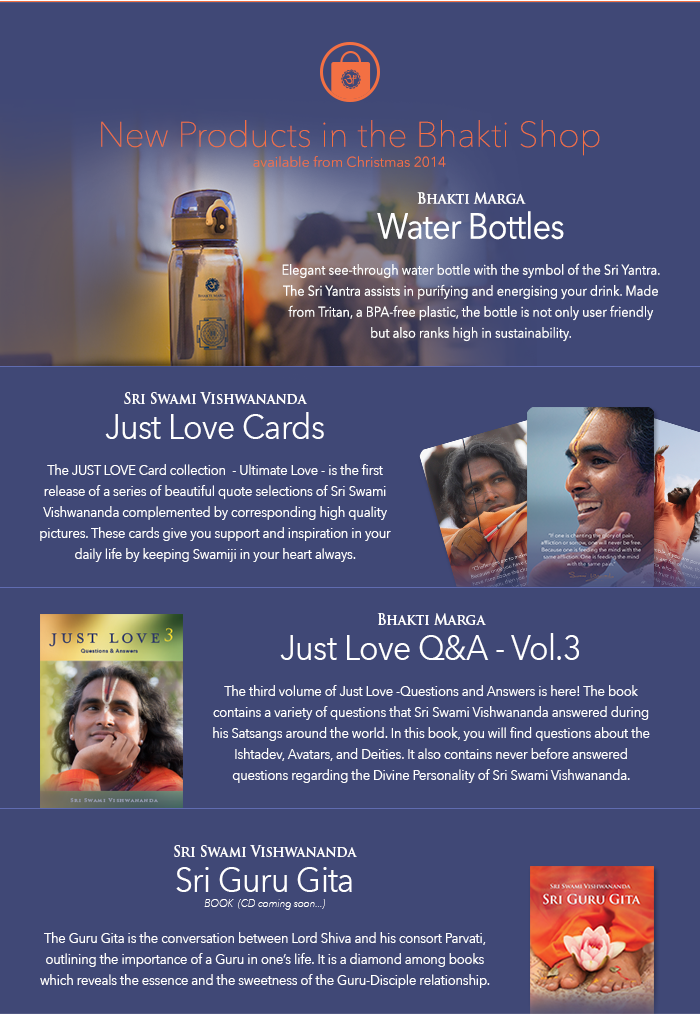 New Products in the Bhakti Shop
available from Christmas 2014
BHAKTI MARGA
Water Bottles
Elegant see-through water bottle with the symbol of the Sri Yantra.
The Sri Yantra assists in purifying and energising your drink. Made
from Tritan, a BPA-free plastic, the bottle is not only user friendly
but also ranks high in sustainability.
BHAKTI MARGA
SRI SWAMI VISHWANANDA
Just Love Cards
The JUST LOVE Card collection - Ultimate Love - is the first
release of a series of beautiful quote selections of Sri Swami
Vishwananda complemented by corresponding high quality
pictures. These cards give you support and inspiration in your
daily life by keeping Swamiji in your heart always.
"If one is chanting the glory of pain,
affliction or sorrow, one will never be free.
Because one is feeding the mind with the
same affliction. One is feeding the mind
with the same pain."
JUST LOVE 3
Questions & Answers
SRI SWAMI VISHWANANDA
BHAKTI MARGA
Just Love Q&A - Vol.3
The third volume of Just Love -Questions and Answers is here! The book
contains a variety of questions that Sri Swami Vishwananda answered during
his Satsangs around the world. In this book, you will find questions about the
Ishtadev, Avatars, and Deities. It also contains never before answered
questions regarding the Divine Personality of Sri Swami Vishwananda.
SRI SWAMI VISHWANANDA
Sri Guru Gita
BOOK (CD coming soon...)
The Guru Gita is the conversation between Lord Shiva and his consort Parvati,
outlining the importance of a Guru in one's life. It is a diamond among books
which reveals the essence and the sweetness of the Guru-Disciple relationship.
SRI SWAMI VISHWANANDA
SRI GURU GITA